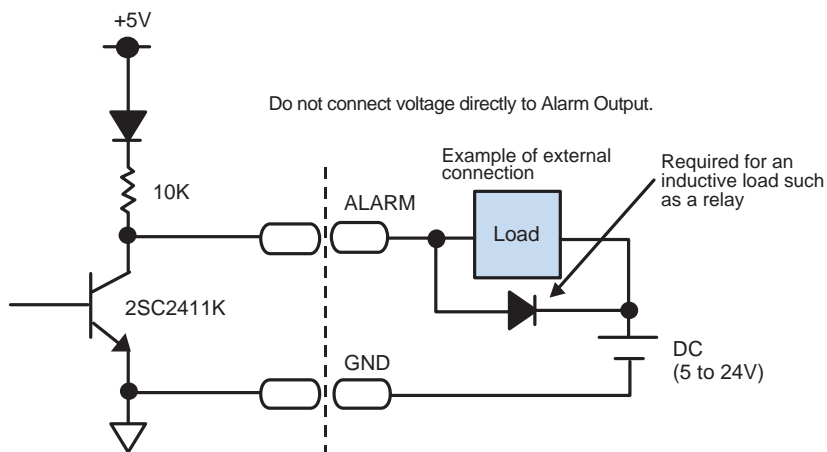 +5V
Do not connect voltage directly to Alarm Output.
Example of external
connection
Required for an
inductive load such
as a relay
10K
ALARM
Load
2SC2411K
GND
DC
(5 to 24V)